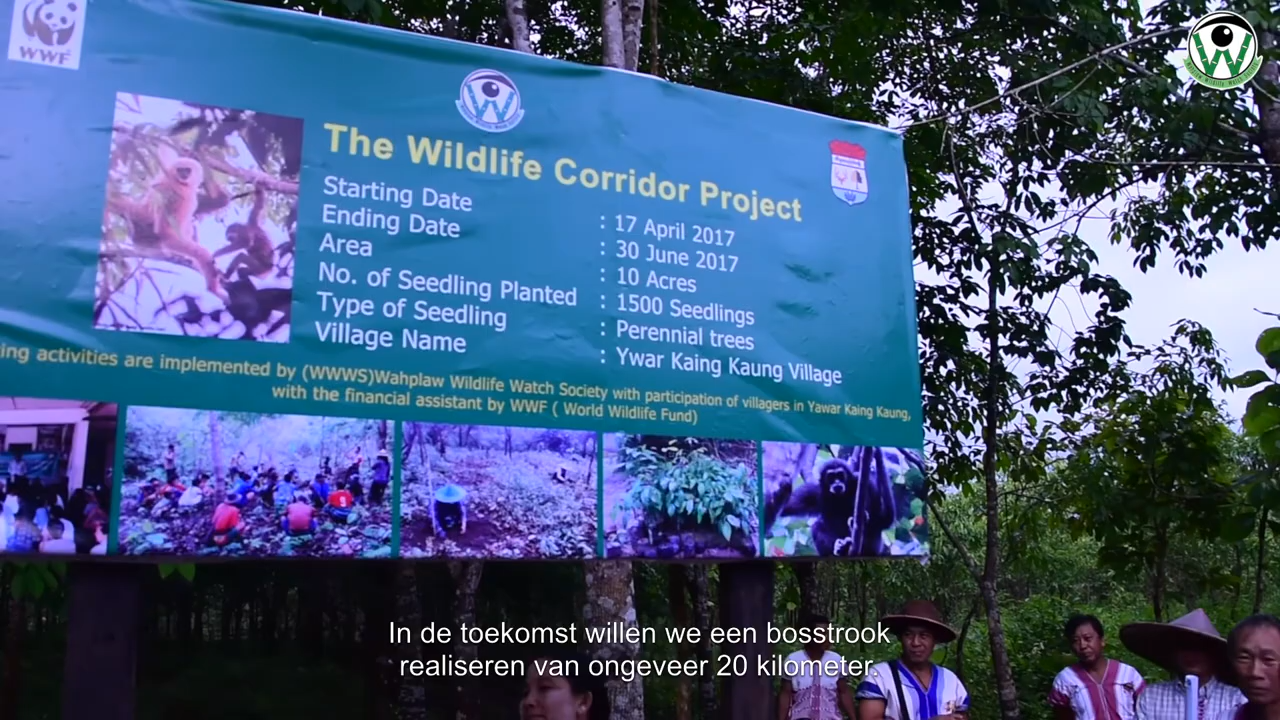 WWF
The Wildlife Corridor Project
Starting Date : 17 April 2017
Ending Date : 30 June 2017
Area : 10 Acres
No. of Seedling Planted : 1500 Seedlings
Type of Seedling : Perennial trees
Village Name : Ywar Kaing Kaung Village
ing activities are implemented by (WWWS)Wahplaw Wildlife Watch Society with participation of villagers in Yawar Kaing Kaung,
with the financial assistant by WWF ( World Wildlife Fund)
In de toekomst willen we een bosstrook
realiseren van ongeveer 20 kilometer.